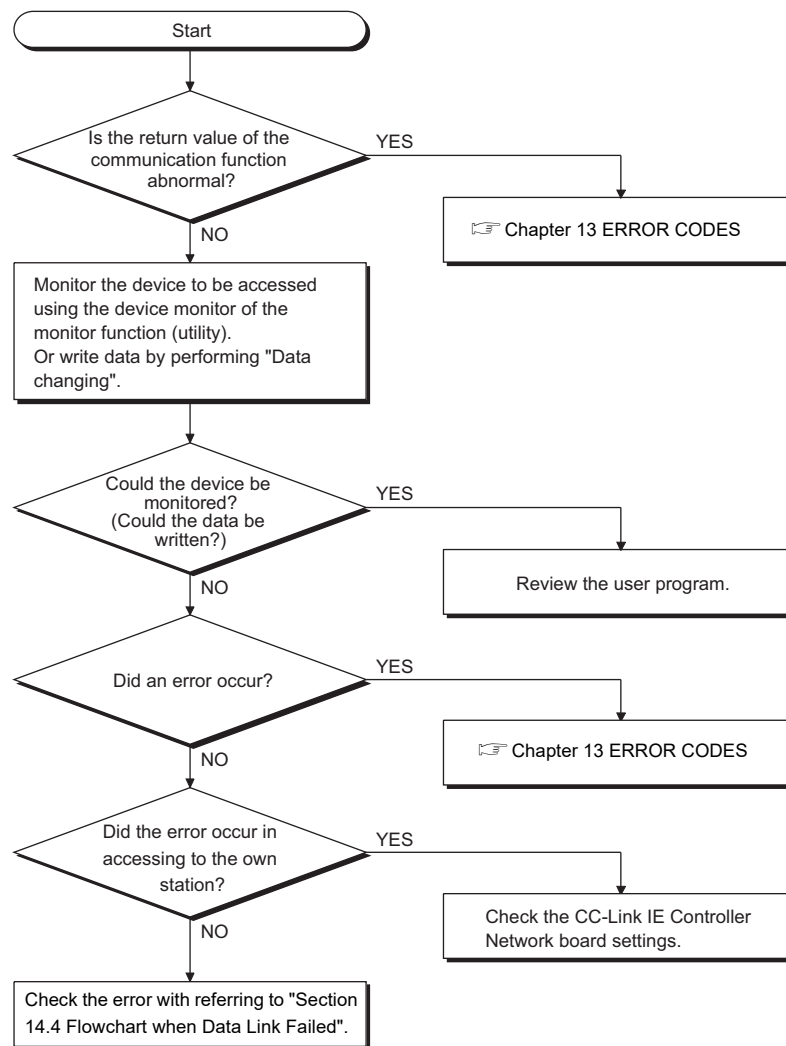 Start
Is the return value of the
communication function
abnormal?
YES
☞ Chapter 13 ERROR CODES
NO
Monitor the device to be accessed
using the device monitor of the
monitor function (utility).
Or write data by performing "Data
changing".
Could the device be
monitored?
(Could the data be
written?)
YES
Review the user program.
NO
Did an error occur?
YES
☞ Chapter 13 ERROR CODES
NO
Did the error occur in
accessing to the own
station?
YES
Check the CC-Link IE Controller
Network board settings.
NO
Check the error with referring to "Section
14.4 Flowchart when Data Link Failed".